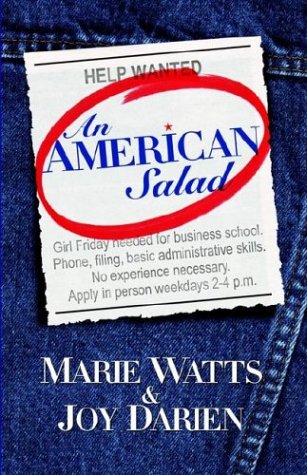 HELP WANTED
An
AMERICAN
Salad
Girl Friday needed for business school.
Phone, filing, basic administrative skills.
No experience necessary.
Apply in person weekdays 2-4 p.m.
MARIE WATTS
&
JOY DARIEN